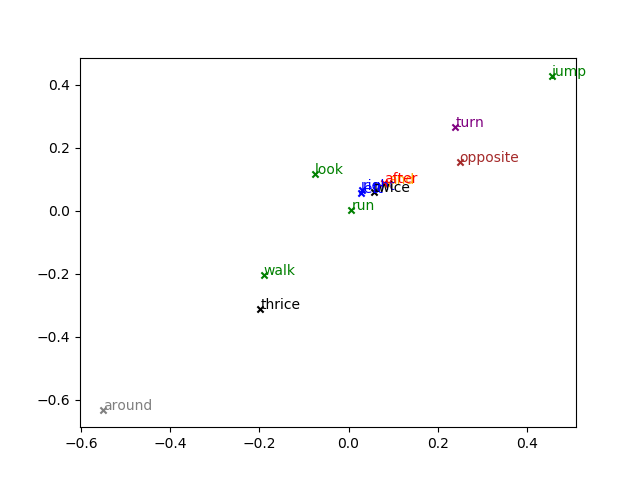 jump
0.4
turn
0.2
opposite
look
after
twice
run
0.0
walk
−0.2
thrice
−0.4
−0.6
around
−0.6
−0.4
−0.2
0.0
0.2
0.4